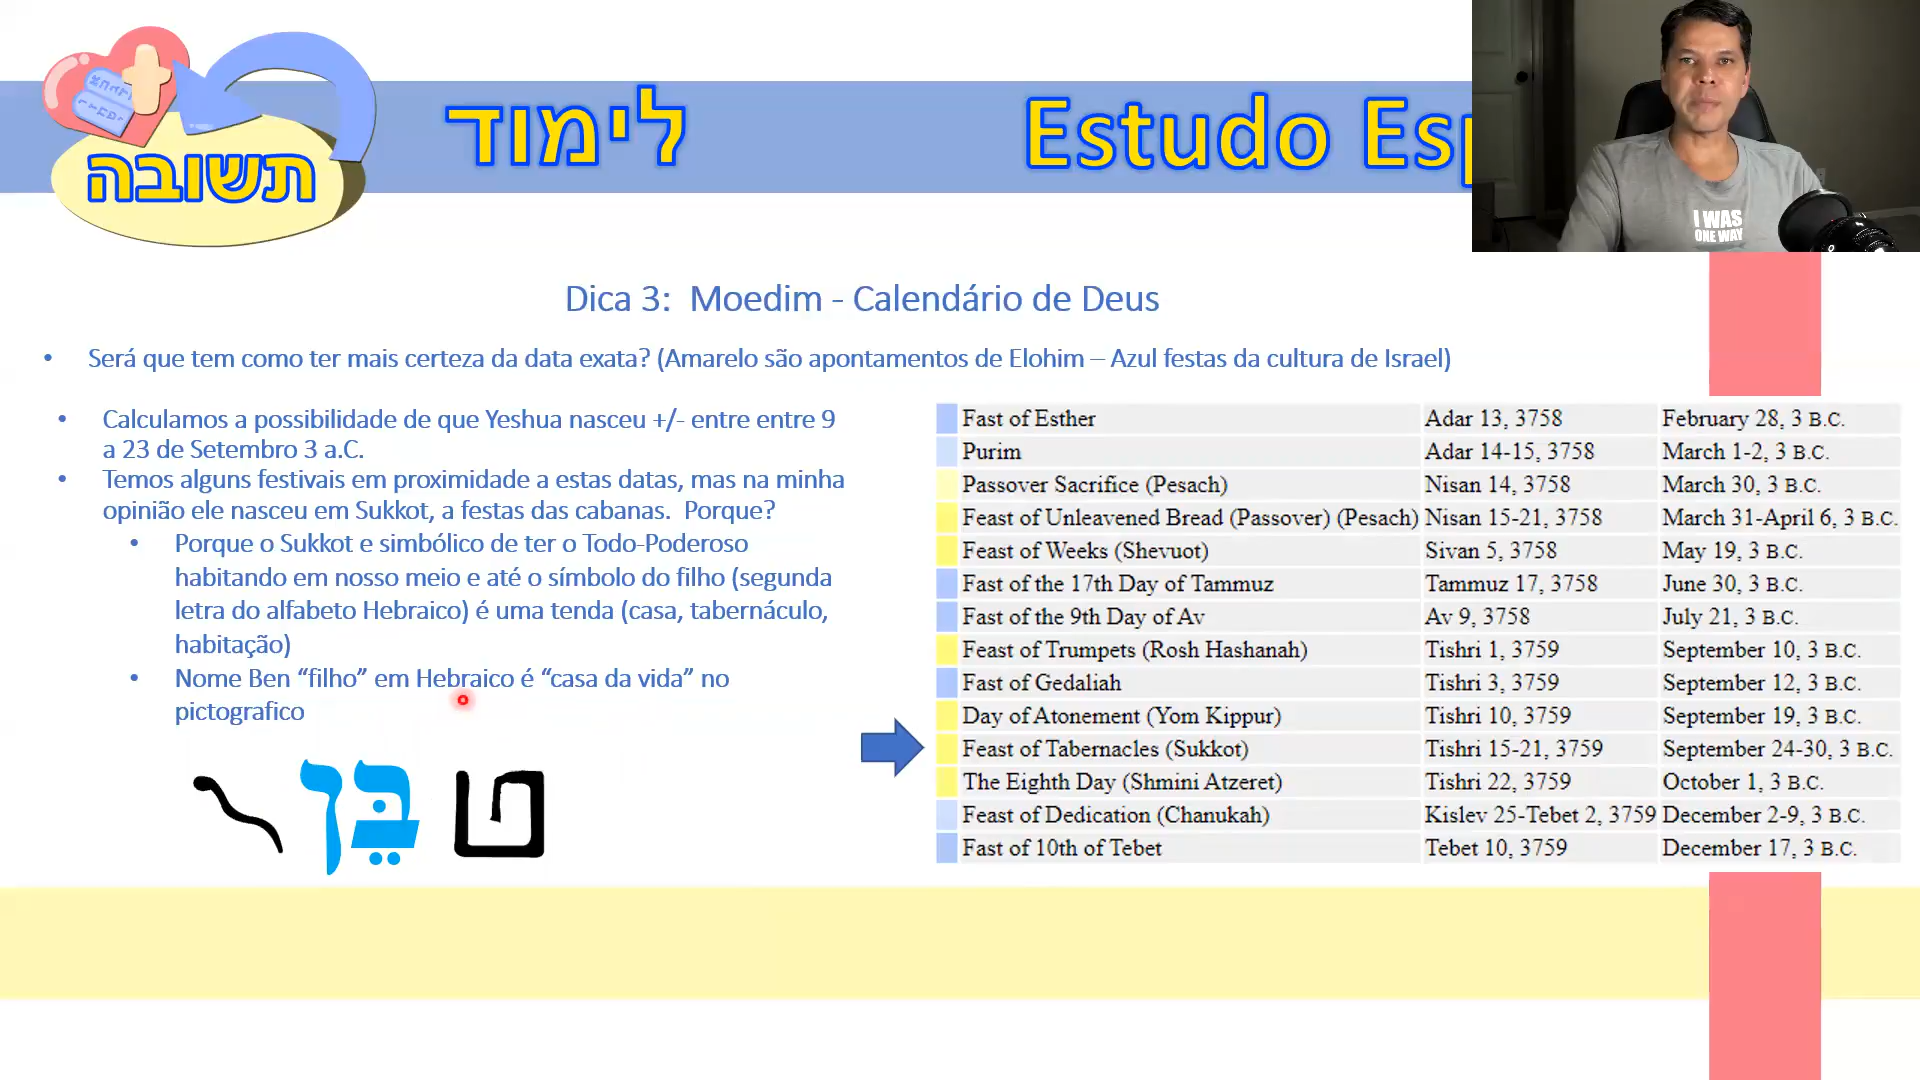 תשובה
לימוד
Estudo Esp
I WAS
ONE WAY
Dica 3: Moedim - Calendário de Deus
• Será que tem como ter mais certeza da data exata? (Amarelo são apontamentos de Elohim – Azul festas da cultura de Israel)
• Calculamos a possibilidade de que Yeshua nasceu +/- entre entre 9
a 23 de Setembro 3 a.C.
• Temos alguns festivais em proximidade a estas datas, mas na minha
opinião ele nasceu em Sukkot, a festas das cabanas. Porque?
• Porque o Sukkot e simbólico de ter o Todo-Poderoso
habitando em nosso meio e até o símbolo do filho (segunda
letra do alfabeto Hebraico) é uma tenda (casa, tabernáculo,
habitação)
• Nome Ben “filho” em Hebraico é “casa da vida” no
pictografico
בֵּן
Fast of Esther Adar 13, 3758 February 28, 3 B.C.
Purim Adar 14-15, 3758 March 1-2, 3 B.C.
Passover Sacrifice (Pesach) Nisan 14, 3758 March 30, 3 B.C.
Feast of Unleavened Bread (Passover) (Pesach) Nisan 15-21, 3758 March 31-April 6, 3 B.C.
Feast of Weeks (Shevuot) Sivan 5, 3758 May 19, 3 B.C.
Fast of the 17th Day of Tammuz Tammuz 17, 3758 June 30, 3 B.C.
Fast of the 9th Day of Av Av 9, 3758 July 21, 3 B.C.
Feast of Trumpets (Rosh Hashanah) Tishri 1, 3759 September 10, 3 B.C.
Fast of Gedaliah Tishri 3, 3759 September 12, 3 B.C.
Day of Atonement (Yom Kippur) Tishri 10, 3759 September 19, 3 B.C.
Feast of Tabernacles (Sukkot) Tishri 15-21, 3759 September 24-30, 3 B.C.
The Eighth Day (Shmini Atzeret) Tishri 22, 3759 October 1, 3 B.C.
Feast of Dedication (Chanukah) Kislev 25-Tebet 2, 3759 December 2-9, 3 B.C.
Fast of 10th of Tebet Tebet 10, 3759 December 17, 3 B.C.